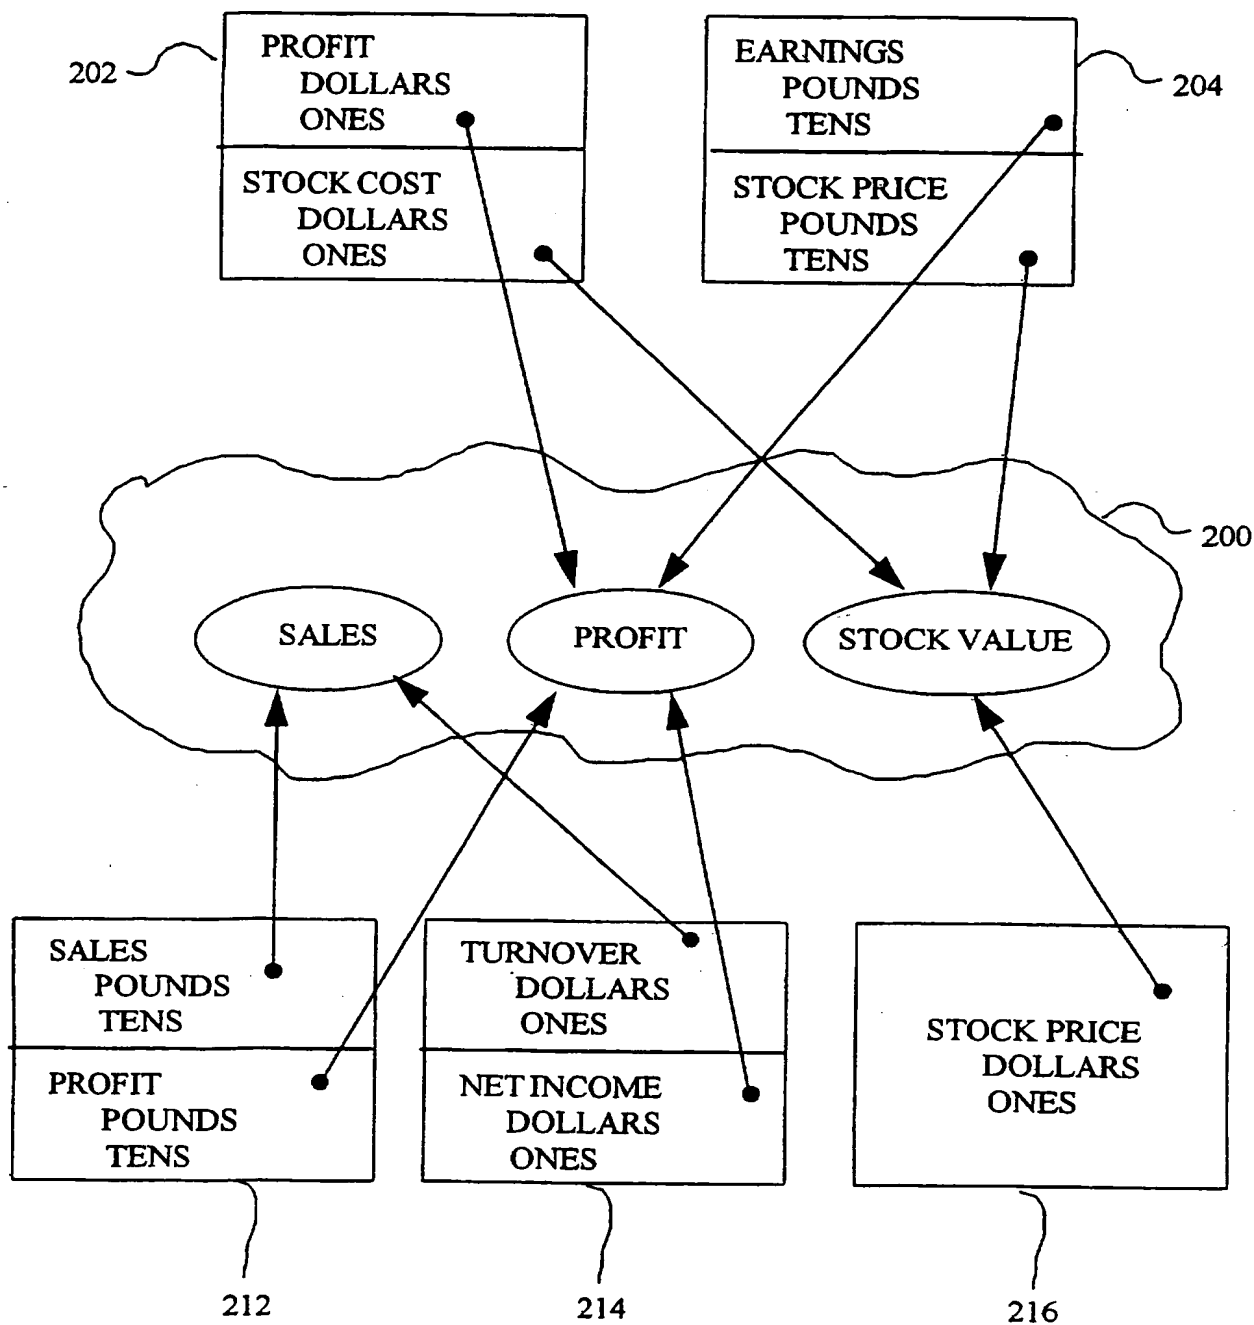 202
PROFIT
DOLLARS
ONES
STOCK COST
DOLLARS
ONES
EARNINGS
POUNDS
TENS
STOCK PRICE
POUNDS
TENS
204
200
SALES
PROFIT
STOCK VALUE
SALES
POUNDS
TENS
PROFIT
POUNDS
TENS
TURNOVER
DOLLARS
ONES
NET INCOME
DOLLARS
ONES
STOCK PRICE
DOLLARS
ONES
212
214
216